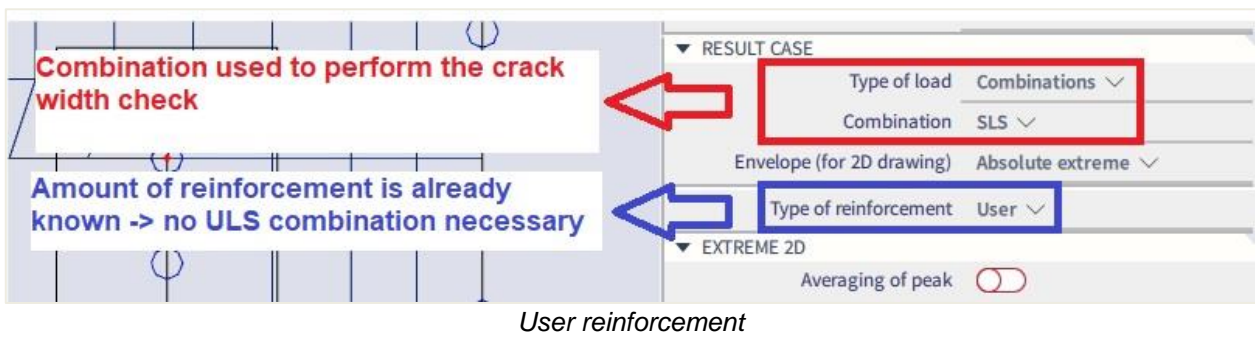 Combination used to perform the crack
width check
Amount of reinforcement is already
known -> no ULS combination necessary
▼ RESULT CASE
Type of load Combinations
Combination SLS
Envelope (for 2D drawing) Absolute extreme
Type of reinforcement User
▼ EXTREME 2D
Averaging of peak
User reinforcement